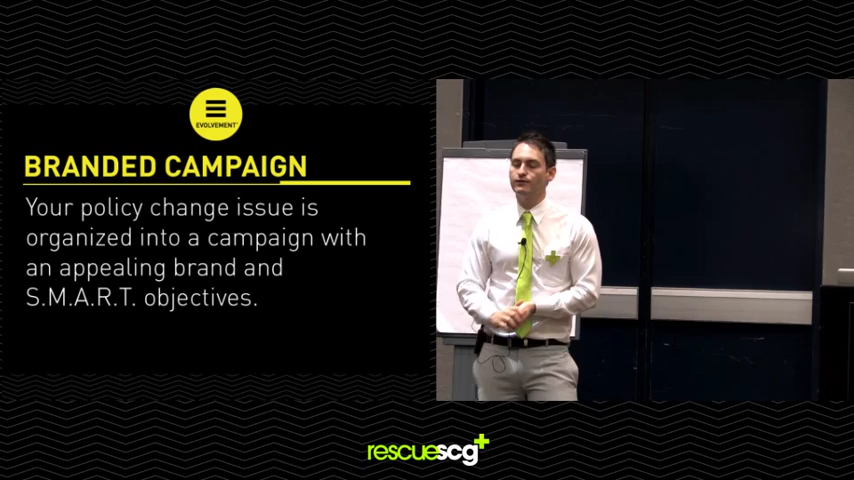 EVOLVEMENT
BRANDED CAMPAIGN
Your policy change issue is
organized into a campaign with
an appealing brand and
S.M.A.R.T. objectives.
rescuescg+